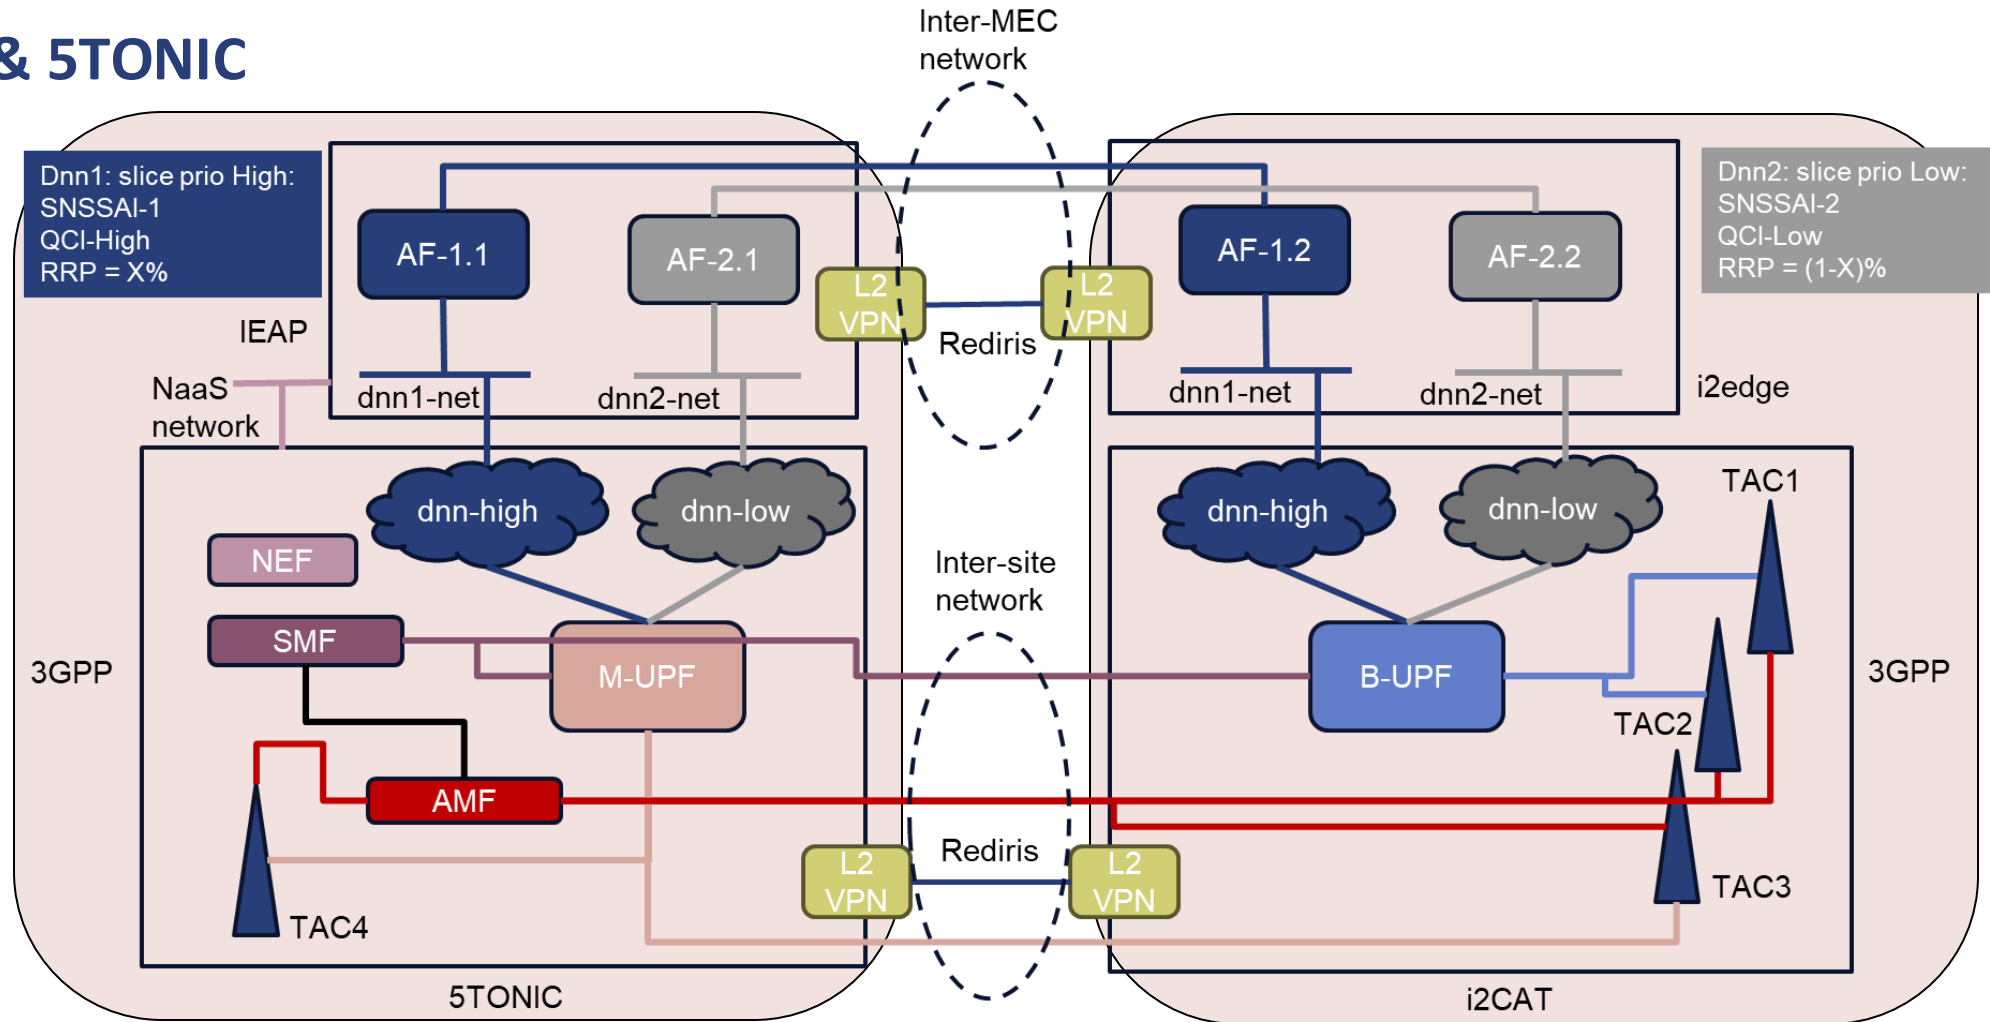 & 5TONIC
Inter-MEC
network
Dnn1: slice prio High:
SNSSAI-1
QCI-High
RRP = X%
Dnn2: slice prio Low:
SNSSAI-2
QCI-Low
RRP = (1-X)%
AF-1.1
AF-2.1
AF-1.2
AF-2.2
L2
VPN
L2
VPN
Rediris
IEAP
NaaS
network
dnn1-net
dnn2-net
dnn1-net
dnn2-net
i2edge
dnn-high
dnn-low
dnn-high
dnn-low
TAC1
NEF
Inter-site
network
SMF
M-UPF
B-UPF
3GPP
3GPP
TAC2
AMF
Rediris
L2
VPN
L2
VPN
TAC3
TAC4
5TONIC
i2CAT